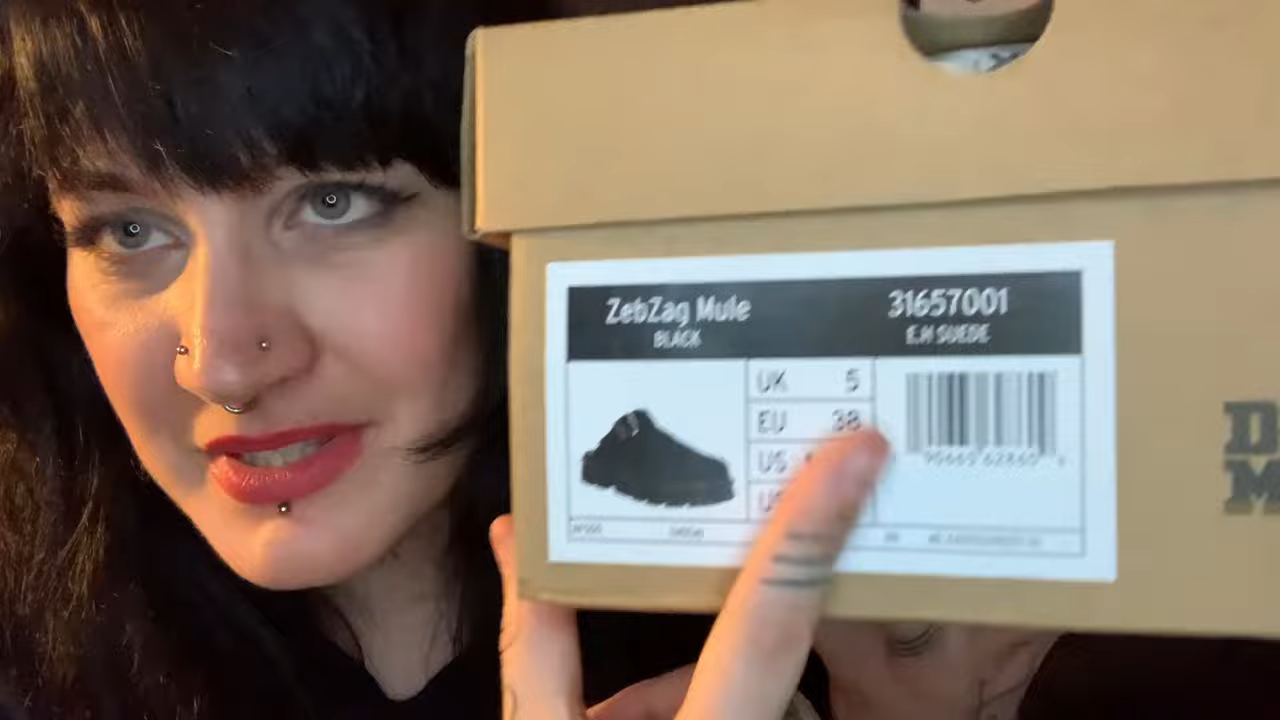 ZebZag Mule
BLACK
31657001
E.H SUEDE
UK 5
EU 38
US
D
M